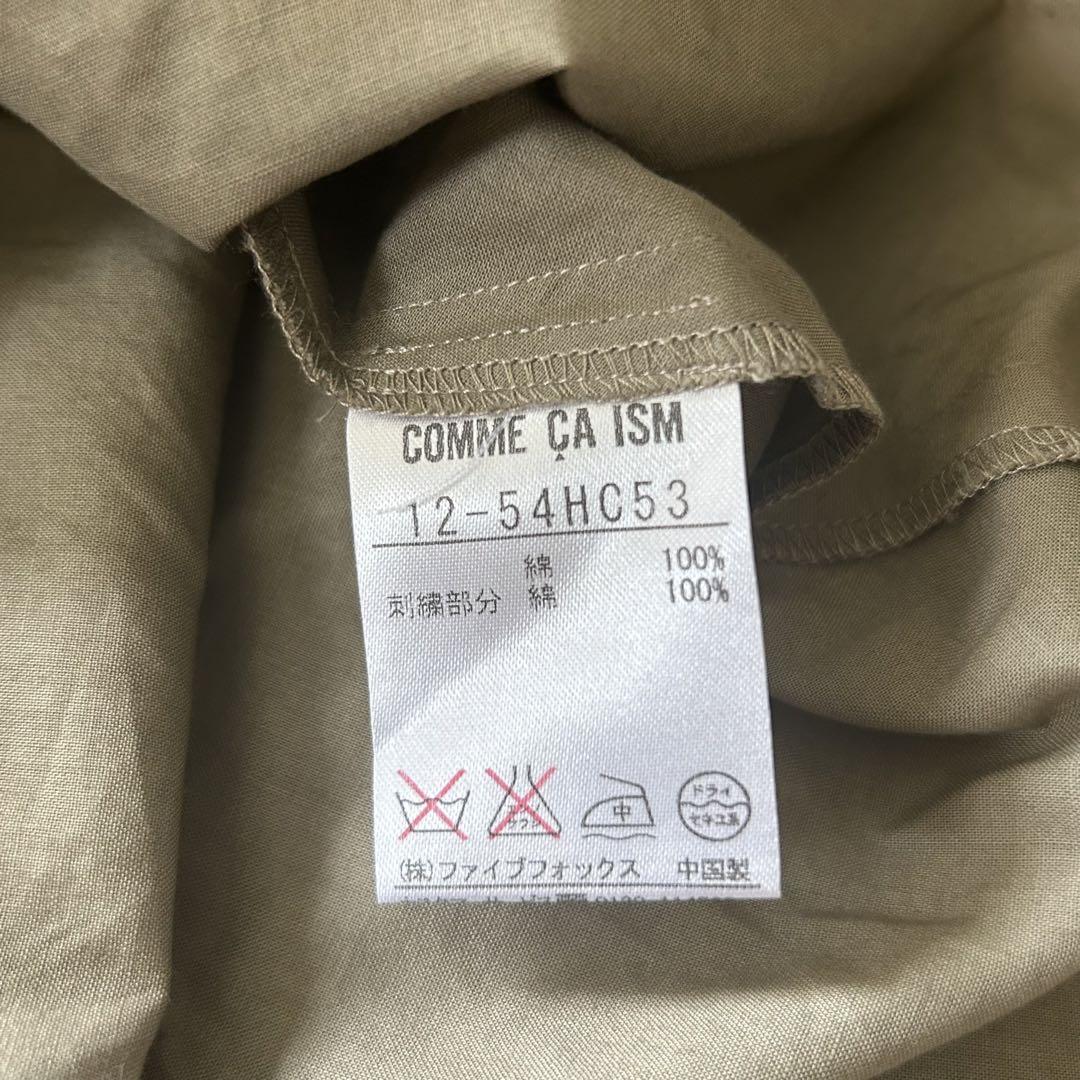 COMME ÇA ISM
12-54HC53
綿 100%
刺繍部分 綿 100%
中
ドライ
セキユ系
(株)ファイブフォックス 中国製